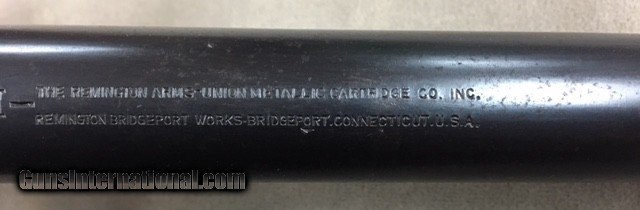 THE REMINGTON ARMS-UNION METALLIC CARTRIDGE CO. INC.
REMINGTON BRIDGEPORT WORKS-BRIDGEPORT.CONNECTICUT.U.S.A.
GunsInternational.com